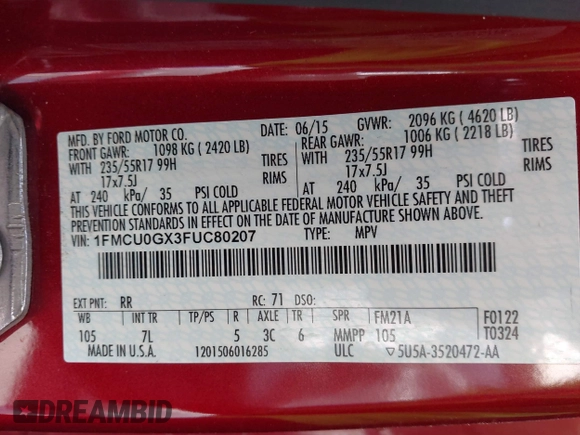 MFD. BY FORD MOTOR CO.
DATE: 06/15 GVWR: 2096 KG ( 4620 LB)
FRONT GAWR: 1098 KG ( 2420 LB) REAR GAWR: 1006 KG ( 2218 LB)
WITH 235/55R17 99H TIRES WITH 235/55R17 99H TIRES
17x7.5J RIMS 17x7.5J RIMS
AT 240 kPa/ 35 PSI COLD AT 240 kPa/ 35 PSI COLD
THIS VEHICLE CONFORMS TO ALL APPLICABLE FEDERAL MOTOR VEHICLE SAFETY AND THEFT
PREVENTION STANDARDS IN EFFECT ON THE DATE OF MANUFACTURE SHOWN ABOVE.
VIN: 1FMCU0GX3FUC80207 TYPE: MPV
EXT PNT: RR RC: 71 DSO:
WB INT TR TP/PS R AXLE TR SPR FM21A F0122
105 7L 5 3C 6 MMPP 105 T0324
MADE IN U.S.A. 1201506016285 ULC ▽5U5A-3520472-AA
DREAMBID